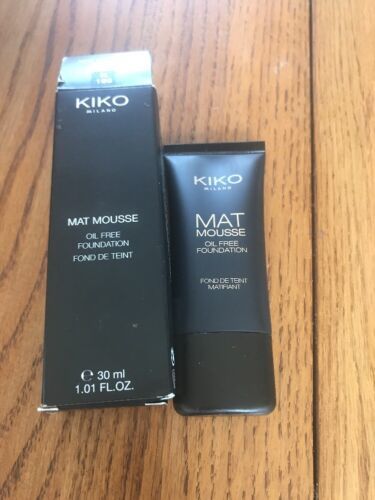 KIKO
MILANO
MAT MOUSSE
OIL FREE
FOUNDATION
FOND DE TEINT
℮ 30 ml
1.01 FL.OZ.
KIKO
MILANO
MAT
MOUSSE
OIL FREE
FOUNDATION
FOND DE TEINT
MATIFIANT